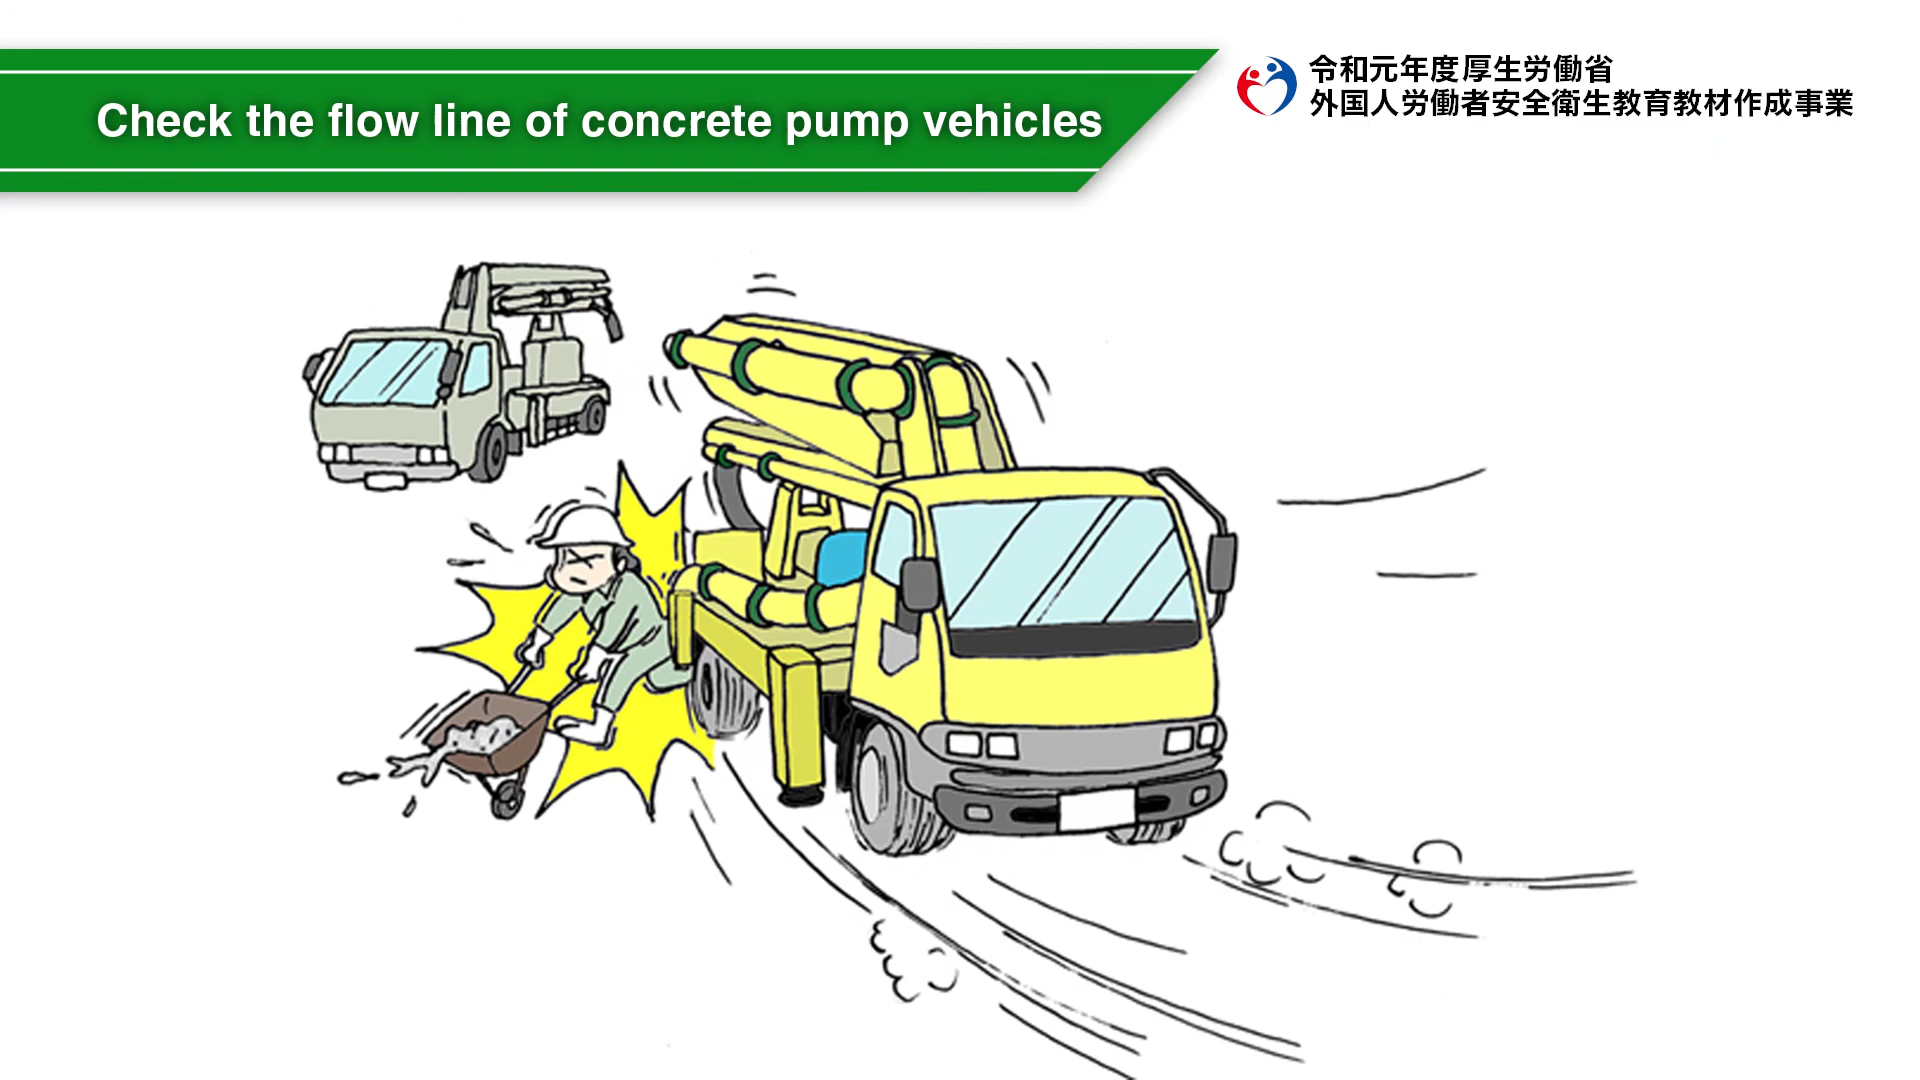 Check the flow line of concrete pump vehicles
令和元年度厚生労働省
外国人労働者安全衛生教育教材作成事業